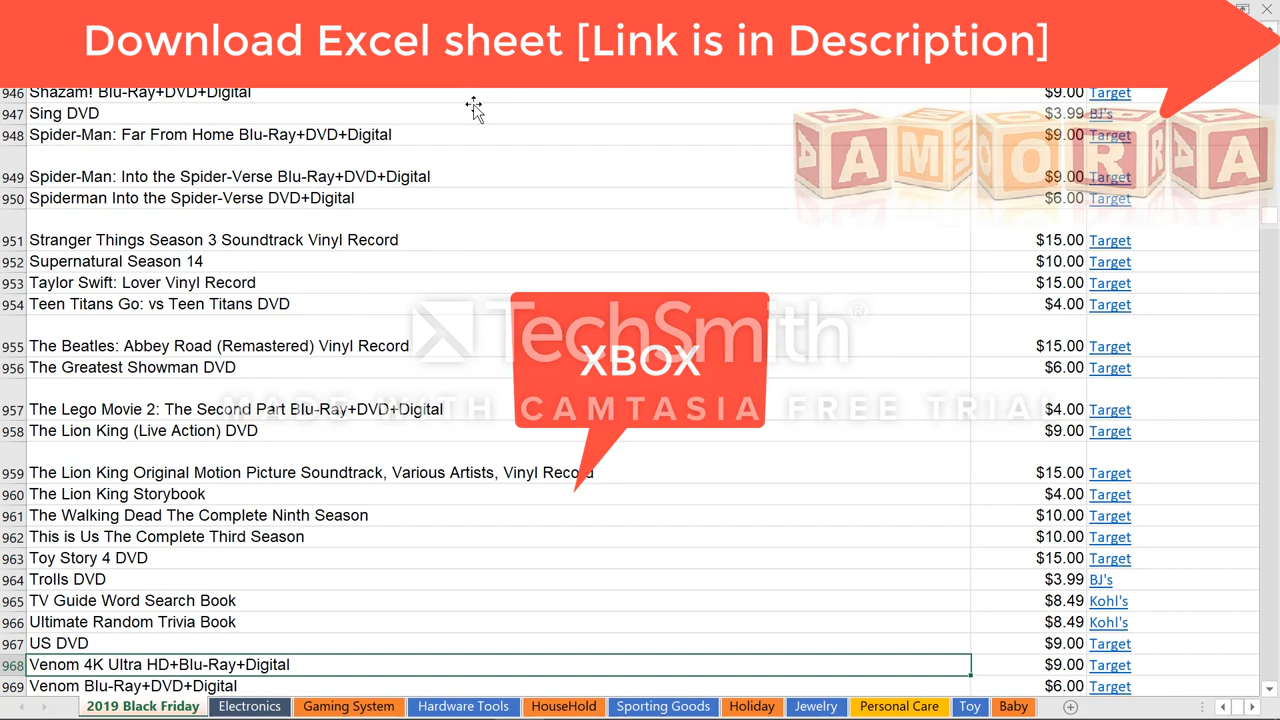 Download Excel sheet [Link is in Description]
946 Shazam! Blu-Ray+DVD+Digital $9.00 Target
947 Sing DVD $3.99 BJ's
948 Spider-Man: Far From Home Blu-Ray+DVD+Digital $9.00 Target
A A M S O R R A A
949 Spider-Man: Into the Spider-Verse Blu-Ray+DVD+Digital $9.00 Target
950 Spiderman Into the Spider-Verse DVD+Digital $6.00 Target
951 Stranger Things Season 3 Soundtrack Vinyl Record $15.00 Target
952 Supernatural Season 14 $10.00 Target
953 Taylor Swift: Lover Vinyl Record $15.00 Target
954 Teen Titans Go: vs Teen Titans DVD $4.00 Target
TechSmith®
955 The Beatles: Abbey Road (Remastered) Vinyl Record $15.00 Target
XBOX
956 The Greatest Showman DVD $6.00 Target
MADE WITH CAMTASIA FREE TRIAL
957 The Lego Movie 2: The Second Part Blu-Ray+DVD+Digital $4.00 Target
958 The Lion King (Live Action) DVD $9.00 Target
959 The Lion King Original Motion Picture Soundtrack, Various Artists, Vinyl Record $15.00 Target
960 The Lion King Storybook $4.00 Target
961 The Walking Dead The Complete Ninth Season $10.00 Target
962 This is Us The Complete Third Season $10.00 Target
963 Toy Story 4 DVD $15.00 Target
964 Trolls DVD $3.99 BJ's
965 TV Guide Word Search Book $8.49 Kohl's
966 Ultimate Random Trivia Book $8.49 Kohl's
967 US DVD $9.00 Target
968 Venom 4K Ultra HD+Blu-Ray+Digital $9.00 Target
969 Venom Blu-Ray+DVD+Digital $6.00 Target
2019 Black Friday Electronics Gaming System Hardware Tools HouseHold Sporting Goods Holiday Jewelry Personal Care Toy Baby